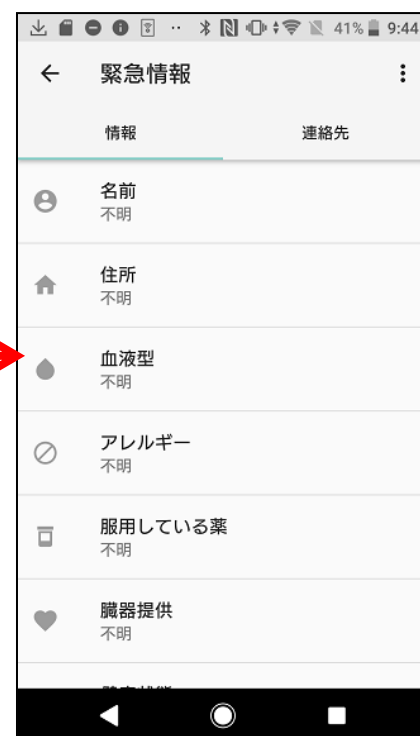 41% 9:44
緊急情報
情報 連絡先
名前
不明
住所
不明
血液型
不明
アレルギー
不明
服用している薬
不明
臓器提供
不明